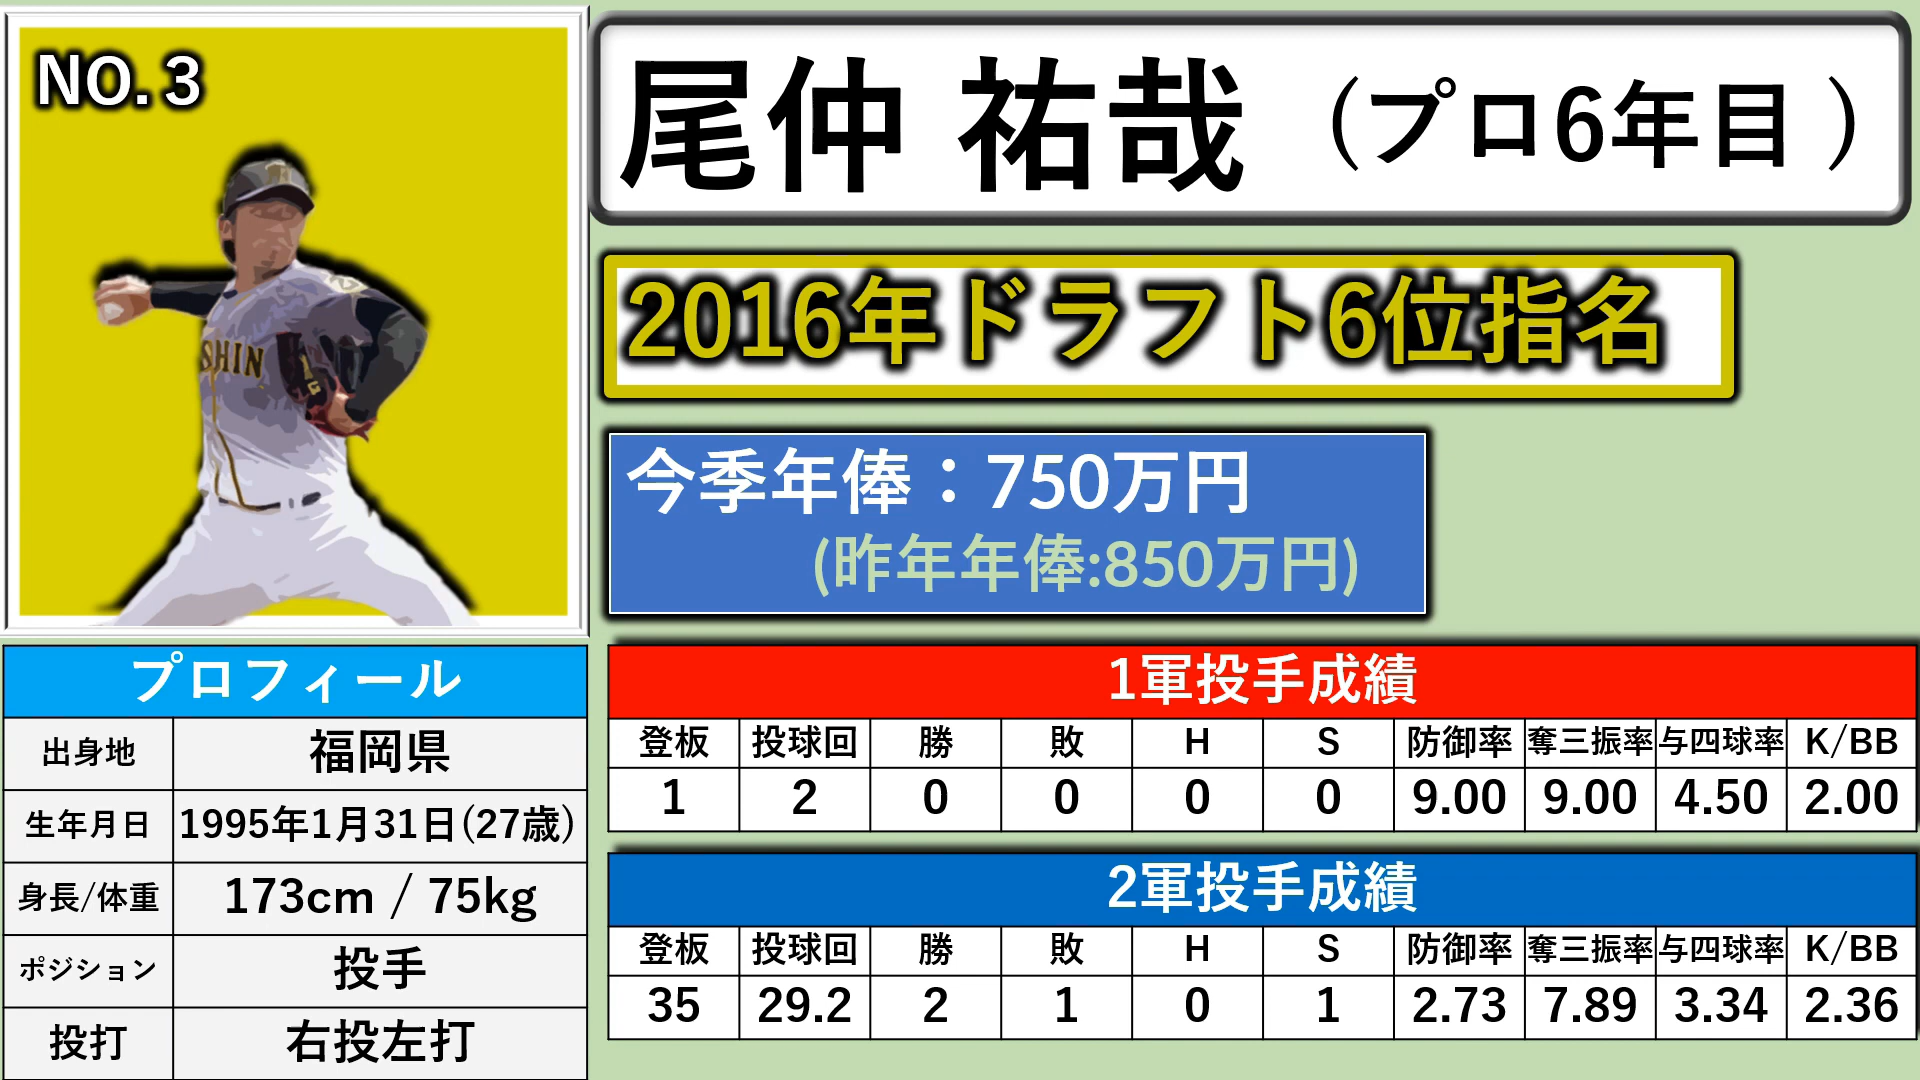 NO.3
尾仲 祐哉（プロ6年目 ）
2016年ドラフト6位指名
今季年俸：750万円
(昨年年俸:850万円)
SHIN
プロフィール
出身地 福岡県
生年月日 1995年1月31日(27歳)
身長/体重 173cm / 75kg
ポジション 投手
投打 右投左打
1軍投手成績
登板 投球回 勝 敗 H S 防御率 奪三振率 与四球率 K/BB
1 2 0 0 0 0 9.00 9.00 4.50 2.00
2軍投手成績
登板 投球回 勝 敗 H S 防御率 奪三振率 与四球率 K/BB
35 29.2 2 1 0 1 2.73 7.89 3.34 2.36